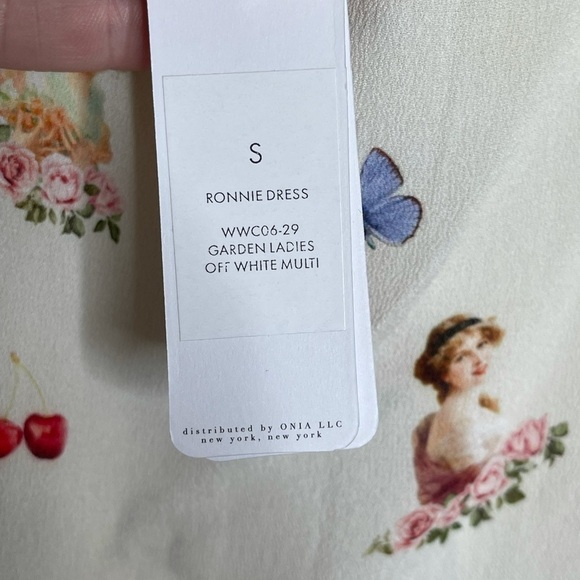 S
RONNIE DRESS
WWC06-29
GARDEN LADIES
OFF WHITE MULTI
distributed by ONIA LLC
new york, new york